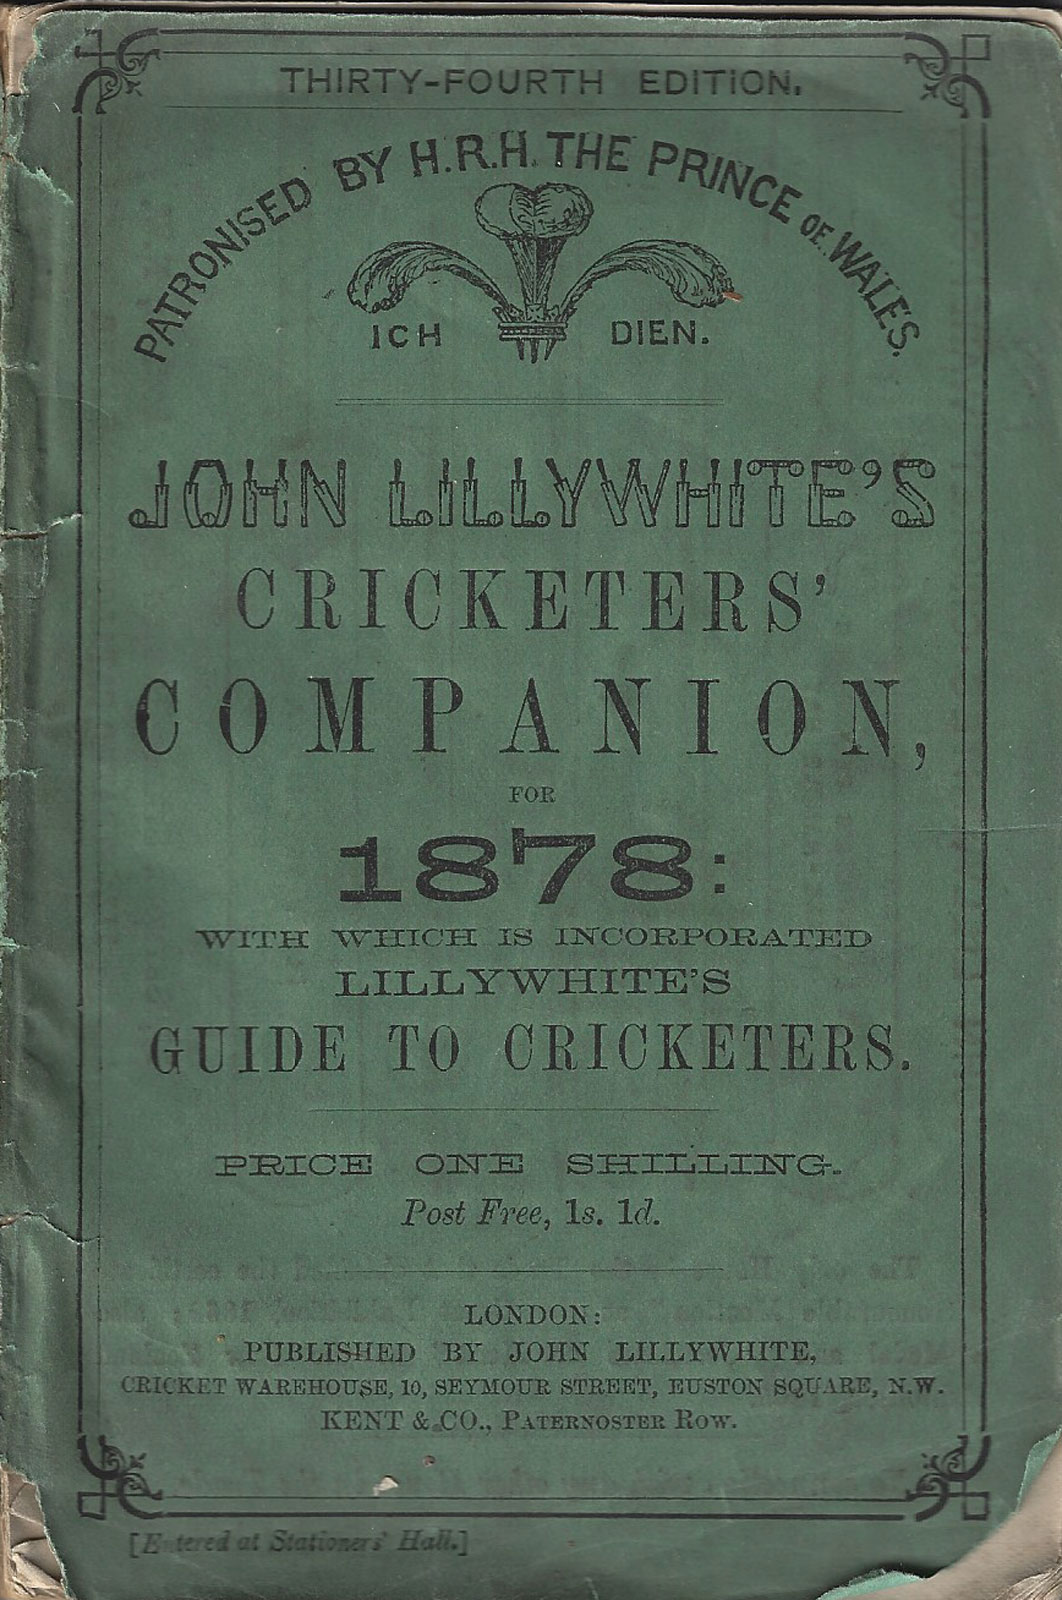 THIRTY-FOURTH EDITION.
PATRONISED BY H.R.H. THE PRINCE OF WALES.
ICH DIEN.
JOHN LILLYWHITE'S
CRICKETERS'
COMPANION,
FOR
1878:
WITH WHICH IS INCORPORATED
LILLYWHITE'S
GUIDE TO CRICKETERS.
PRICE ONE SHILLING.
Post Free, 1s. 1d.
LONDON:
PUBLISHED BY JOHN LILLYWHITE,
CRICKET WAREHOUSE, 10, SEYMOUR STREET, EUSTON SQUARE, N.W.
KENT & CO., PATERNOSTER ROW.
[Entered at Stationers' Hall.]